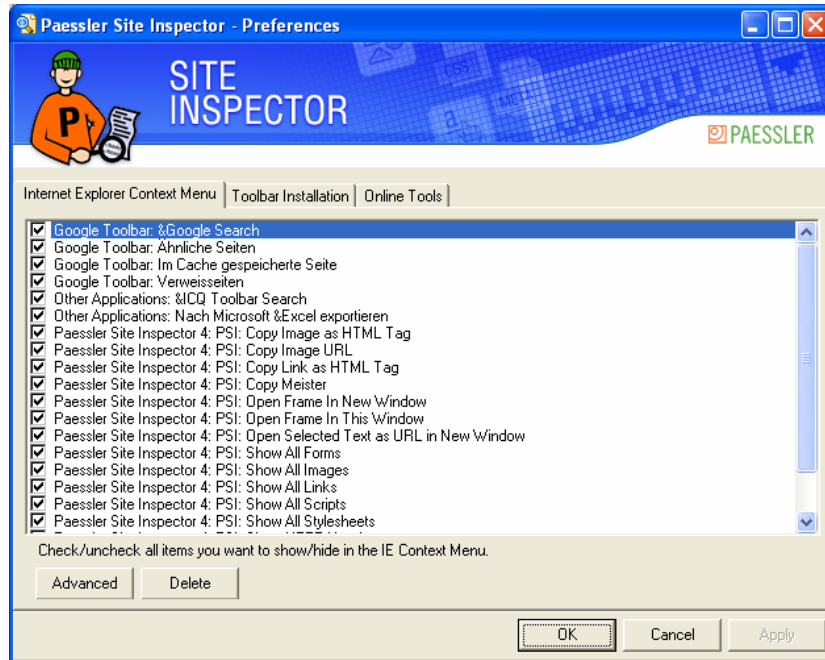 Paessler Site Inspector - Preferences
SITE
INSPECTOR
P
PAESSLER
Internet Explorer Context Menu Toolbar Installation Online Tools
Google Toolbar: &Google Search
Google Toolbar: Ähnliche Seiten
Google Toolbar: Im Cache gespeicherte Seite
Google Toolbar: Verweisseiten
Other Applications: &ICQ Toolbar Search
Other Applications: Nach Microsoft &Excel exportieren
Paessler Site Inspector 4: PSI: Copy Image as HTML Tag
Paessler Site Inspector 4: PSI: Copy Image URL
Paessler Site Inspector 4: PSI: Copy Link as HTML Tag
Paessler Site Inspector 4: PSI: Copy Meister
Paessler Site Inspector 4: PSI: Open Frame In New Window
Paessler Site Inspector 4: PSI: Open Frame In This Window
Paessler Site Inspector 4: PSI: Open Selected Text as URL in New Window
Paessler Site Inspector 4: PSI: Show All Forms
Paessler Site Inspector 4: PSI: Show All Images
Paessler Site Inspector 4: PSI: Show All Links
Paessler Site Inspector 4: PSI: Show All Scripts
Paessler Site Inspector 4: PSI: Show All Stylesheets
Check/uncheck all items you want to show/hide in the IE Context Menu.
Advanced Delete
OK Cancel Apply